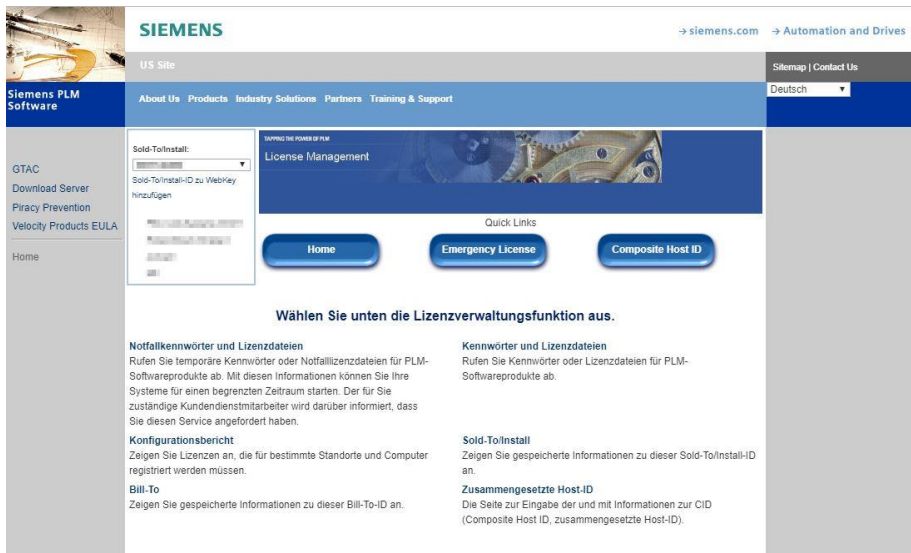 SIEMENS
→ siemens.com → Automation and Drives
US Site
Sitemap | Contact Us
Siemens PLM
Software
About Us Products Industry Solutions Partners Training & Support
Deutsch
GTAC
Download Server
Piracy Prevention
Velocity Products EULA
Home
Sold-To/Install:
Sold-To/Install-ID zu WebKey
hinzufügen
TAPPING THE POWER OF PLM
License Management
Quick Links
Home
Emergency License
Composite Host ID
Wählen Sie unten die Lizenzverwaltungsfunktion aus.
Notfallkennwörter und Lizenzdateien
Rufen Sie temporäre Kennwörter oder Notfalllizenzdateien für PLM-
Softwareprodukte ab. Mit diesen Informationen können Sie Ihre
Systeme für einen begrenzten Zeitraum starten. Der für Sie
zuständige Kundendienstmitarbeiter wird darüber informiert, dass
Sie diesen Service angefordert haben.
Kennwörter und Lizenzdateien
Rufen Sie Kennwörter oder Lizenzdateien für PLM-
Softwareprodukte ab.
Konfigurationsbericht
Zeigen Sie Lizenzen an, die für bestimmte Standorte und Computer
registriert werden müssen.
Sold-To/Install
Zeigen Sie gespeicherte Informationen zu dieser Sold-To/Install-ID
an.
Bill-To
Zeigen Sie gespeicherte Informationen zu dieser Bill-To-ID an.
Zusammengesetzte Host-ID
Die Seite zur Eingabe der und mit Informationen zur CID
(Composite Host ID, zusammengesetzte Host-ID).